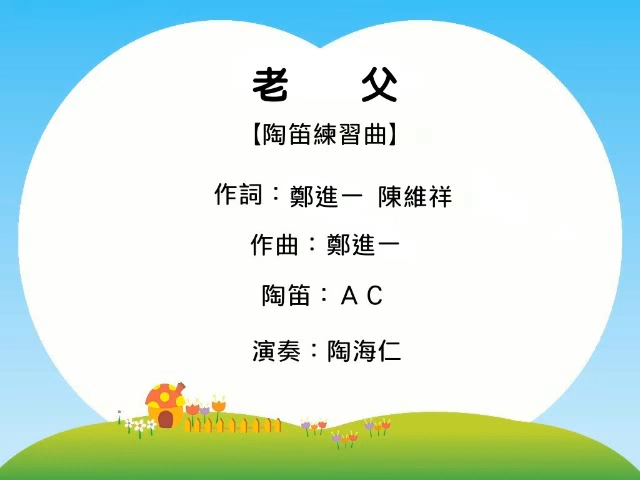 老 父
【陶笛練習曲】
作詞：鄭進一 陳維祥
作曲：鄭進一
陶笛：A C
演奏：陶海仁